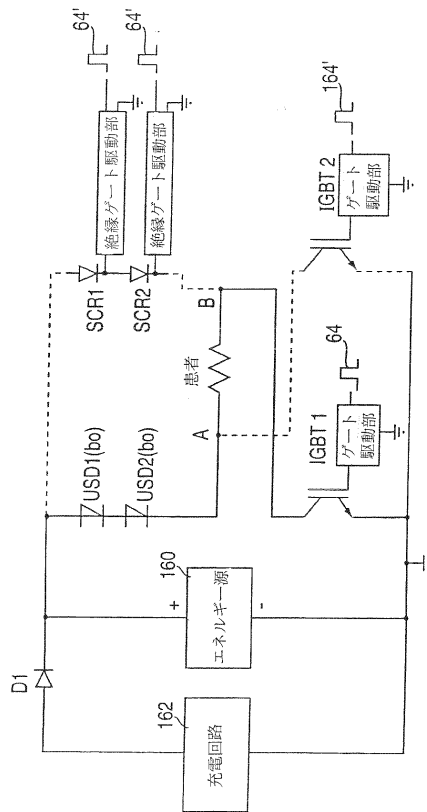 64'
64'
絶縁ゲート駆動部
絶縁ゲート駆動部
SCR1
SCR2
USD1(bo)
USD2(bo)
A
患者
B
D1
162
充電回路
160
エネルギー源
+
-
IGBT 1
ゲート
駆動部
64
IGBT 2
ゲート
駆動部
164'